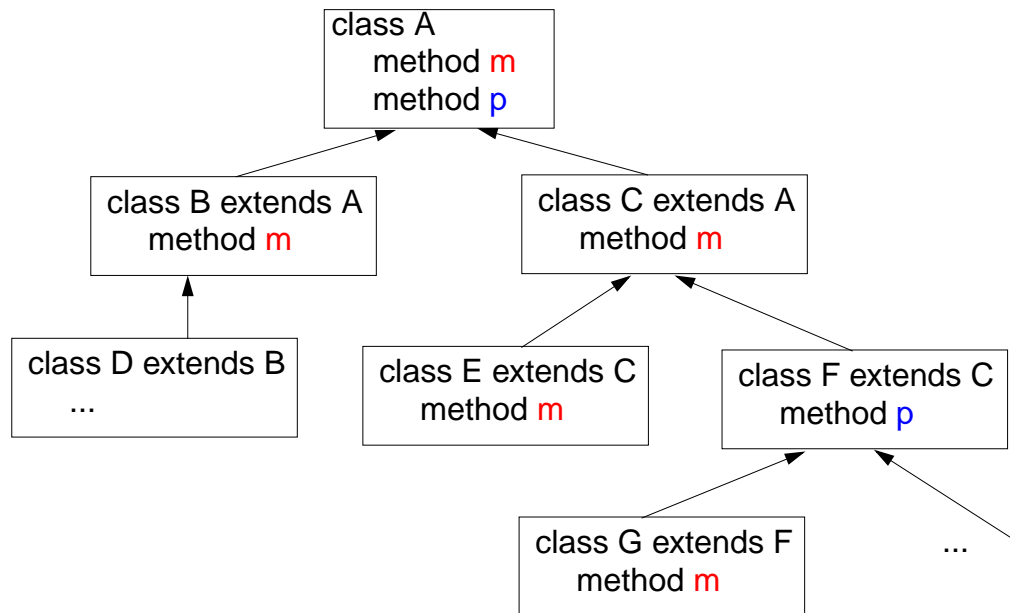 class A
method m
method p
class B extends A
method m
class C extends A
method m
class D extends B
...
class E extends C
method m
class F extends C
method p
class G extends F
method m
...